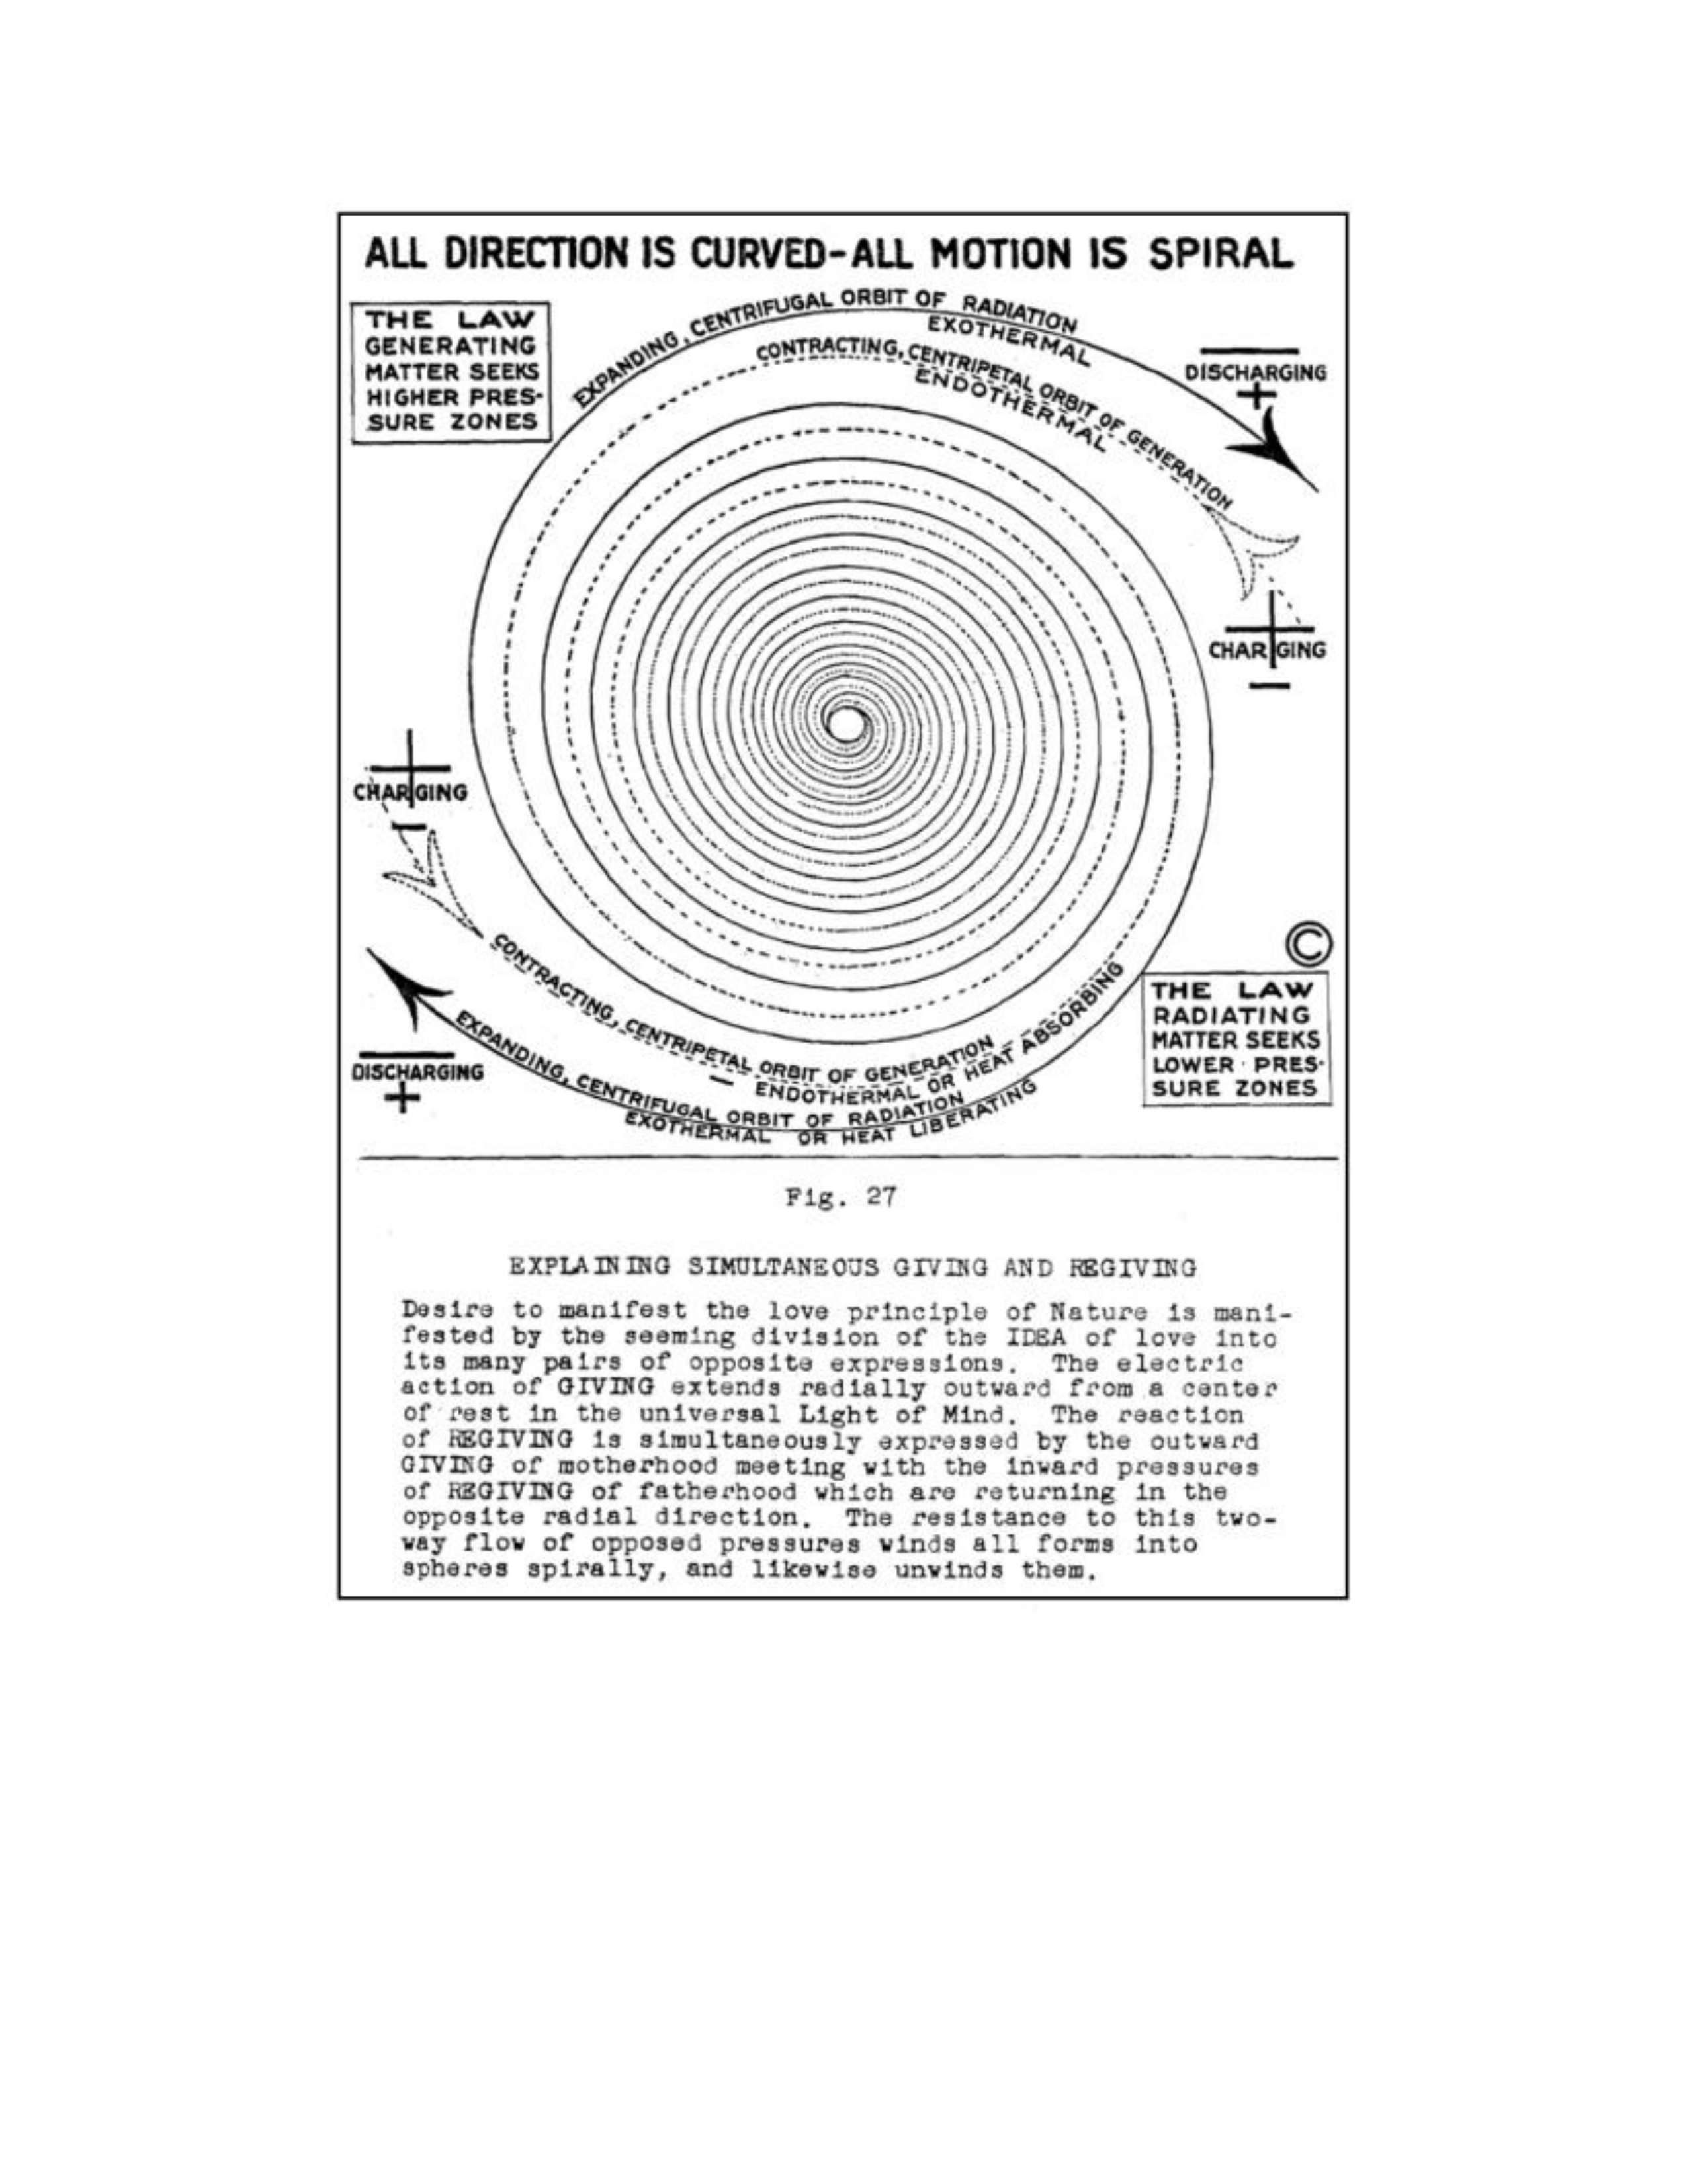 ALL DIRECTION IS CURVED-ALL MOTION IS SPIRAL
THE LAW
GENERATING
MATTER SEEKS
HIGHER PRES-
SURE ZONES
EXPANDING, CENTRIFUGAL ORBIT OF RADIATION
EXOTHERMAL
CONTRACTING, CENTRIPETAL ORBIT OF GENERATION
ENDOTHERMAL
—
DISCHARGING
+
+
CHARGING
—
+
CHARGING
—
©
CONTRACTING, CENTRIPETAL ORBIT OF GENERATION
— ENDOTHERMAL OR HEAT ABSORBING
EXPANDING, CENTRIFUGAL ORBIT OF RADIATION
EXOTHERMAL OR HEAT LIBERATING
—
DISCHARGING
+
THE LAW
RADIATING
MATTER SEEKS
LOWER PRES-
SURE ZONES
Fig. 27
EXPLAINING SIMULTANEOUS GIVING AND REGIVING
Desire to manifest the love principle of Nature is mani-
fested by the seeming division of the IDEA of love into
its many pairs of opposite expressions. The electric
action of GIVING extends radially outward from a center
of rest in the universal Light of Mind. The reaction
of REGIVING is simultaneously expressed by the outward
GIVING of motherhood meeting with the inward pressures
of REGIVING of fatherhood which are returning in the
opposite radial direction. The resistance to this two-
way flow of opposed pressures winds all forms into
spheres spirally, and likewise unwinds them.